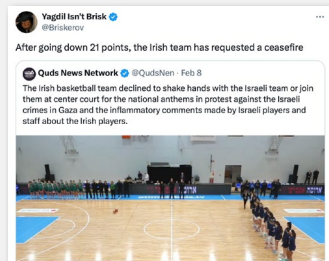 Yagdil Isn't Brisk
@Briskerov
After going down 21 points, the Irish team has requested a ceasefire
Quds News Network @QudsNen · Feb 8
The Irish basketball team declined to shake hands with the Israeli team or join
them at center court for the national anthems in protest against the Israeli
crimes in Gaza and the inflammatory comments made by Israeli players and
staff about the Irish players.